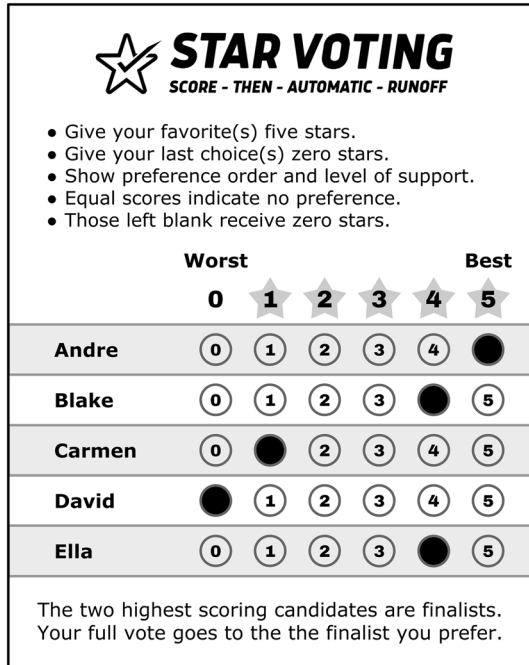 STAR VOTING
SCORE - THEN - AUTOMATIC - RUNOFF
● Give your favorite(s) five stars.
● Give your last choice(s) zero stars.
● Show preference order and level of support.
● Equal scores indicate no preference.
● Those left blank receive zero stars.
Worst Best
0 1 2 3 4 5
Andre 0 1 2 3 4
Blake 0 1 2 3 5
Carmen 0 2 3 4 5
David 1 2 3 4 5
Ella 0 1 2 3 5
The two highest scoring candidates are finalists.
Your full vote goes to the the finalist you prefer.